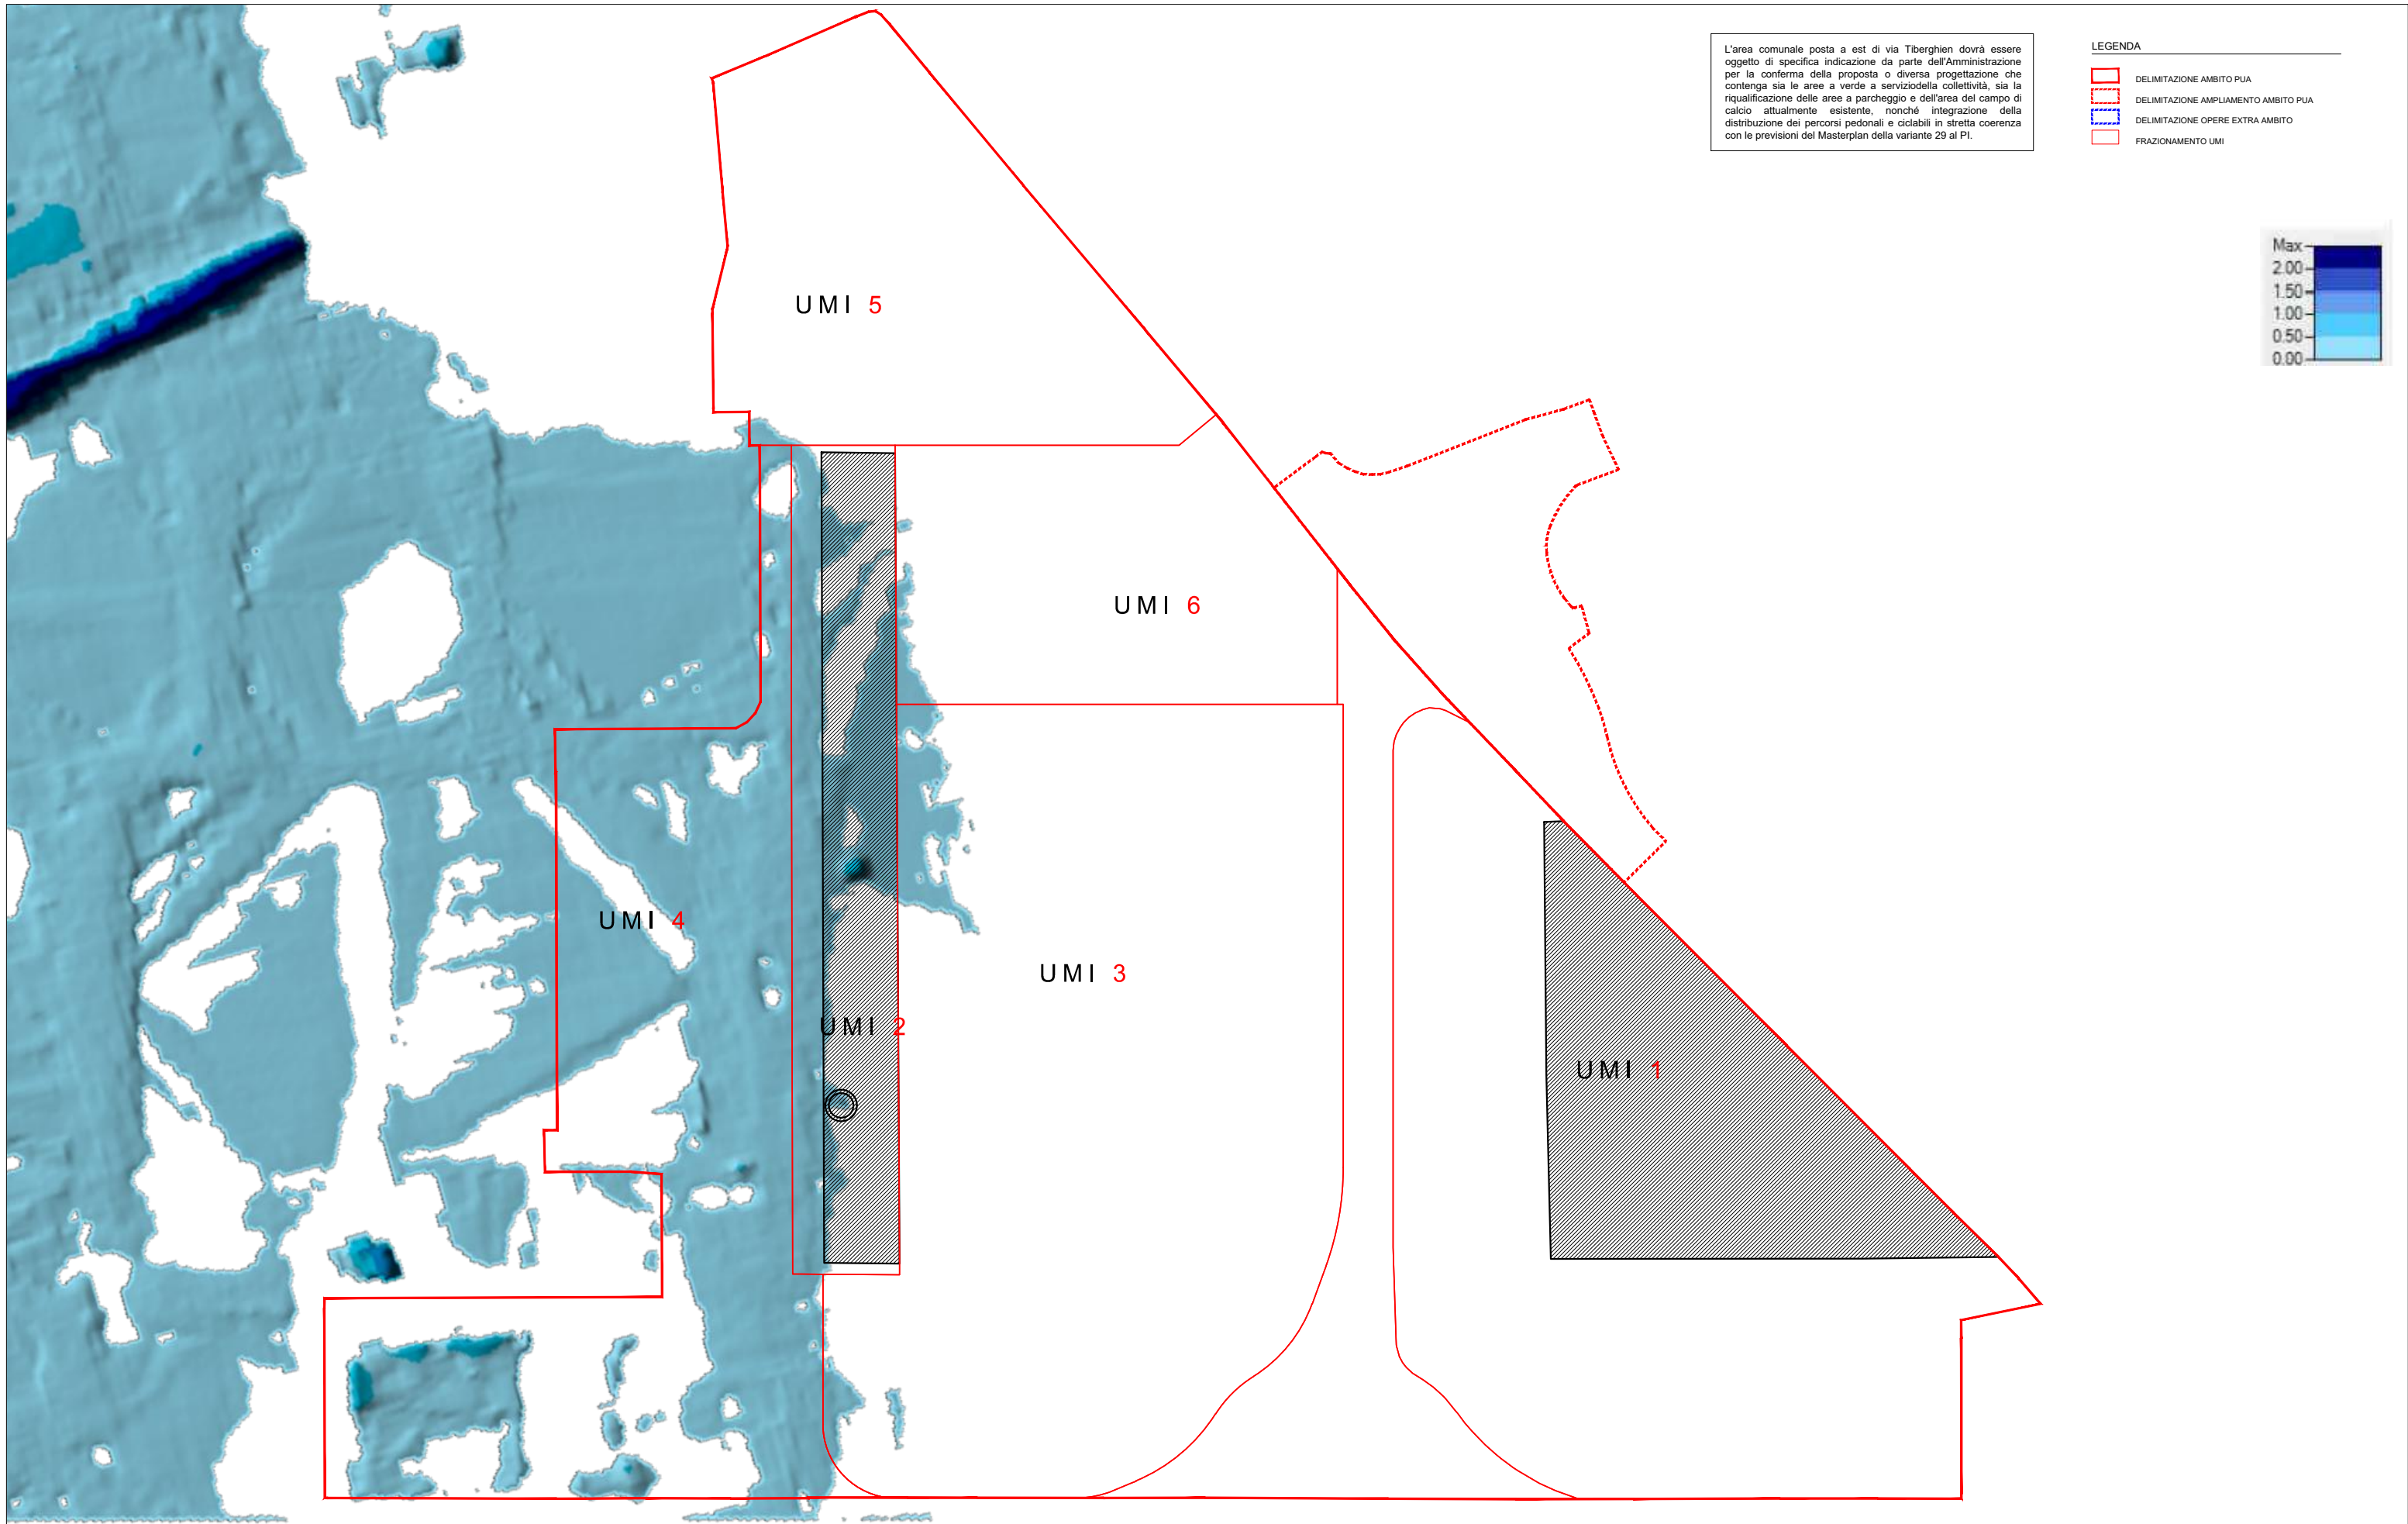 L'area comunale posta a est di via Tiberghien dovrà essere
oggetto di specifica indicazione da parte dell'Amministrazione
per la conferma della proposta o diversa progettazione che
contenga sia le aree a verde a serviziodella collettività, sia la
riqualificazione delle aree a parcheggio e dell'area del campo di
calcio attualmente esistente, nonché integrazione della
distribuzione dei percorsi pedonali e ciclabili in stretta coerenza
con le previsioni del Masterplan della variante 29 al PI.
LEGENDA
DELIMITAZIONE AMBITO PUA
DELIMITAZIONE AMPLIAMENTO AMBITO PUA
DELIMITAZIONE OPERE EXTRA AMBITO
FRAZIONAMENTO UMI
Max
2.00
1.50
1.00
0.50
0.00
UMI 5
UMI 6
UMI 4
UMI 3
UMI 2
UMI 1